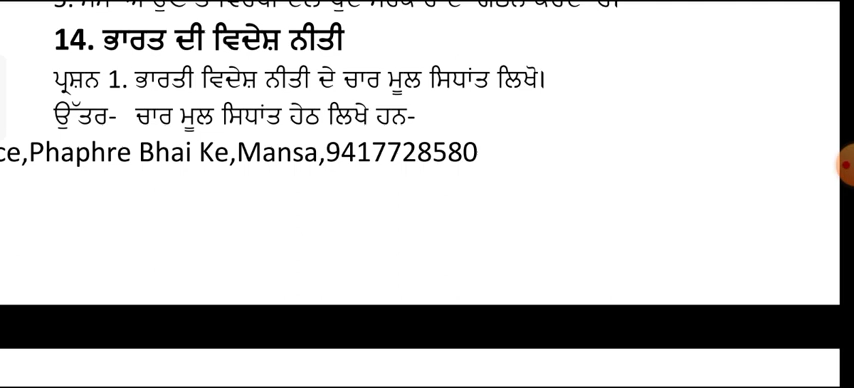 14. ਭਾਰਤ ਦੀ ਵਿਦੇਸ਼ ਨੀਤੀ
ਪ੍ਰਸ਼ਨ 1. ਭਾਰਤੀ ਵਿਦੇਸ਼ ਨੀਤੀ ਦੇ ਚਾਰ ਮੂਲ ਸਿਧਾਂਤ ਲਿਖੋ।
ਉੱਤਰ- ਚਾਰ ਮੂਲ ਸਿਧਾਂਤ ਹੇਠ ਲਿਖੇ ਹਨ-
ce,Phaphre Bhai Ke,Mansa,9417728580